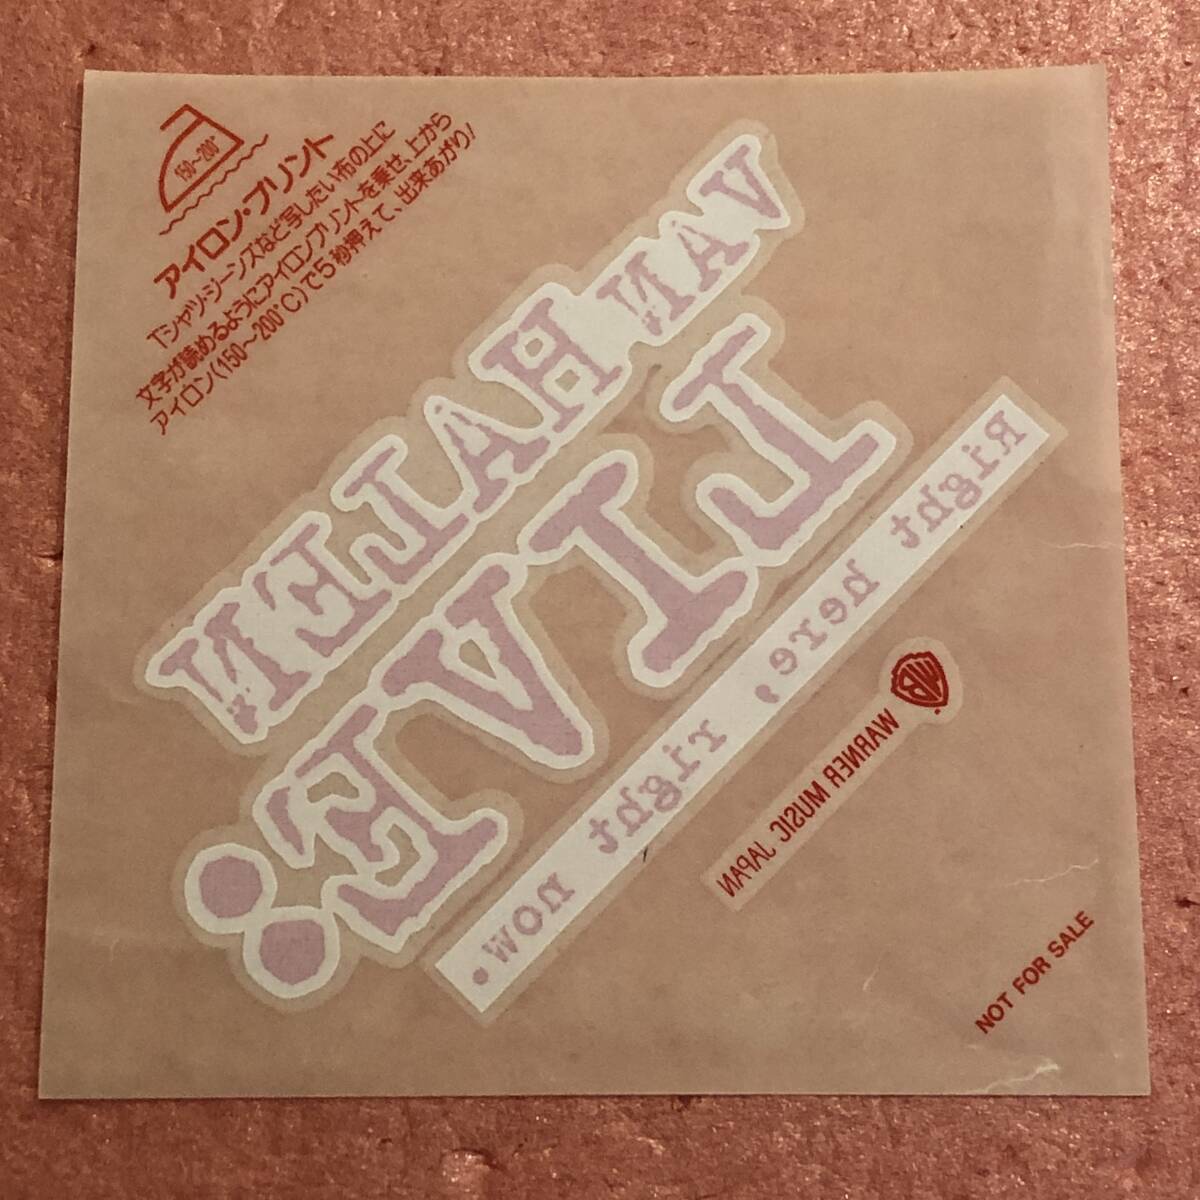 150~200°
アイロン・プリント
Tシャツ・ジーンズなど写したい布の上に
文字が読めるようにアイロンプリントを乗せ、上から
アイロン(150~200°C)で5秒押えて、出来あがり!
VAN HALEN
LIVE:
Right here, right now.
WB
WARNER MUSIC JAPAN
NOT FOR SALE